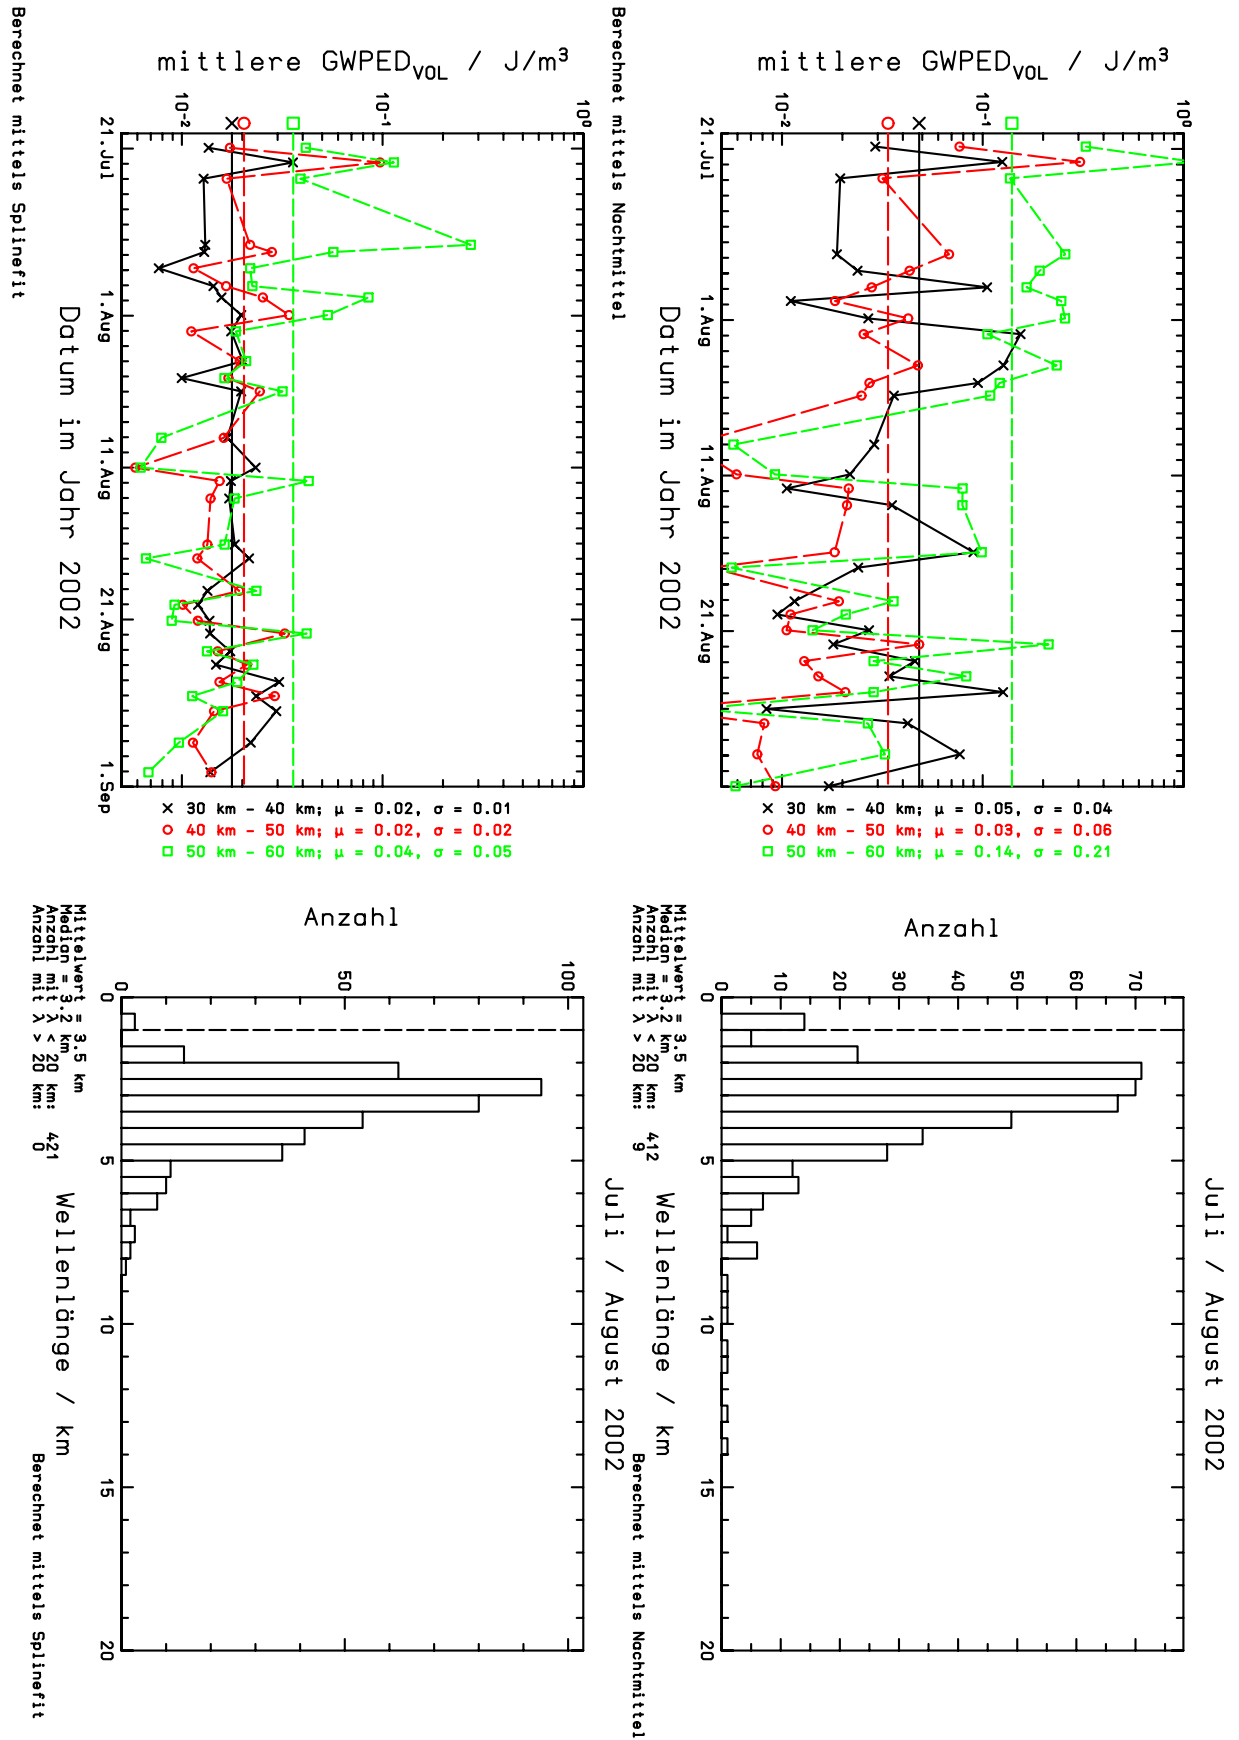 Juli / August 2002
mittlere GWPED_VOL / J/m³
10⁻² 10⁻¹ 10⁰
21.Jul 1.Aug 11.Aug 21.Aug
Datum im Jahr 2002
× 30 km - 40 km; μ = 0.05, σ = 0.04
○ 40 km - 50 km; μ = 0.03, σ = 0.06
□ 50 km - 60 km; μ = 0.14, σ = 0.21
Berechnet mittels Nachtmittel
Anzahl
0 10 20 30 40 50 60 70
0 5 10 15 20
Wellenlänge / km
Mittelwert = 3.5 km
Median = 3.2 km
Anzahl mit λ < 20 km: 412
Anzahl mit λ > 20 km: 9
Berechnet mittels Nachtmittel
Juli / August 2002
mittlere GWPED_VOL / J/m³
10⁻² 10⁻¹ 10⁰
21.Jul 1.Aug 11.Aug 21.Aug 1.Sep
Datum im Jahr 2002
× 30 km - 40 km; μ = 0.02, σ = 0.01
○ 40 km - 50 km; μ = 0.02, σ = 0.02
□ 50 km - 60 km; μ = 0.04, σ = 0.05
Berechnet mittels Splinefit
Anzahl
0 50 100
0 5 10 15 20
Wellenlänge / km
Mittelwert = 3.5 km
Median = 3.2 km
Anzahl mit λ < 20 km: 421
Anzahl mit λ > 20 km: 0
Berechnet mittels Splinefit